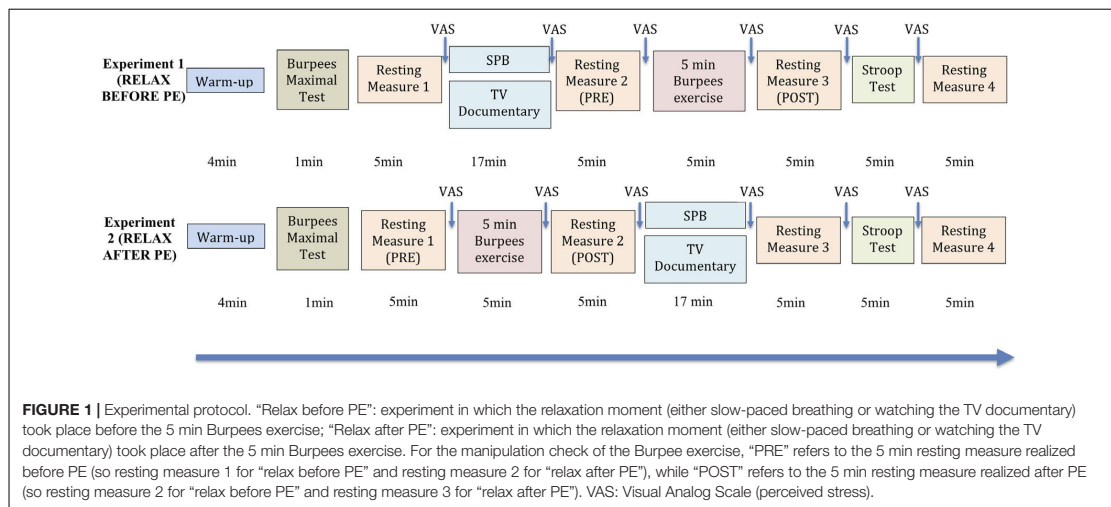 VAS VAS VAS VAS VAS
Experiment 1
(RELAX
BEFORE PE)
Warm-up
Burpees
Maximal
Test
Resting
Measure 1
SPB
TV
Documentary
Resting
Measure 2
(PRE)
5 min
Burpees
exercise
Resting
Measure 3
(POST)
Stroop
Test
Resting
Measure 4
4min 1min 5min 17min 5min 5min 5min 5min 5min
VAS VAS VAS VAS VAS VAS
Experiment
2 (RELAX
AFTER PE)
Warm-up
Burpees
Maximal
Test
Resting
Measure 1
(PRE)
5 min
Burpees
exercise
Resting
Measure 2
(POST)
SPB
TV
Documentary
Resting
Measure 3
Stroop
Test
Resting
Measure 4
4min 1min 5min 5min 5min 17 min 5min 5min 5min
FIGURE 1 | Experimental protocol. “Relax before PE”: experiment in which the relaxation moment (either slow-paced breathing or watching the TV documentary)
took place before the 5 min Burpees exercise; “Relax after PE”: experiment in which the relaxation moment (either slow-paced breathing or watching the TV
documentary) took place after the 5 min Burpees exercise. For the manipulation check of the Burpee exercise, “PRE” refers to the 5 min resting measure realized
before PE (so resting measure 1 for “relax before PE” and resting measure 2 for “relax after PE”), while “POST” refers to the 5 min resting measure realized after PE
(so resting measure 2 for “relax before PE” and resting measure 3 for “relax after PE”). VAS: Visual Analog Scale (perceived stress).